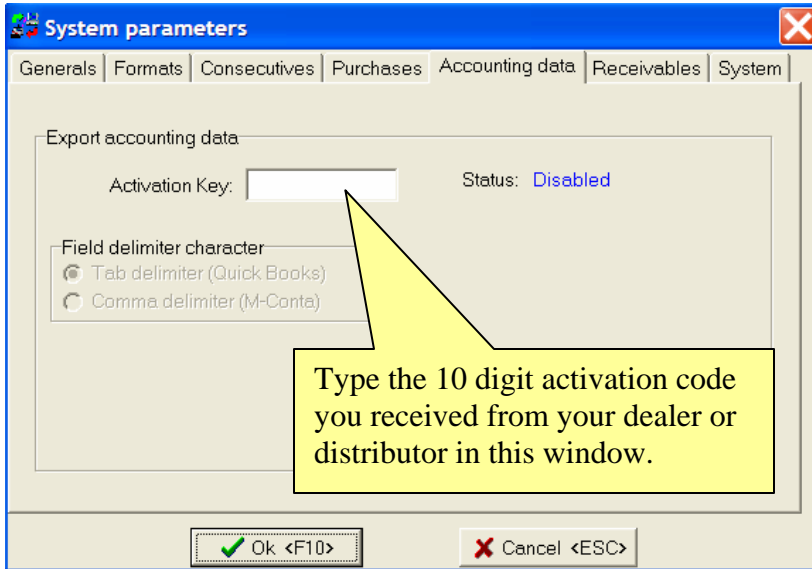 System parameters
Generals Formats Consecutives Purchases Accounting data Receivables System
Export accounting data
Activation Key: Status: Disabled
Field delimiter character
Tab delimiter (Quick Books)
Comma delimiter (M-Conta)
Type the 10 digit activation code
you received from your dealer or
distributor in this window.
Ok <F10> Cancel <ESC>